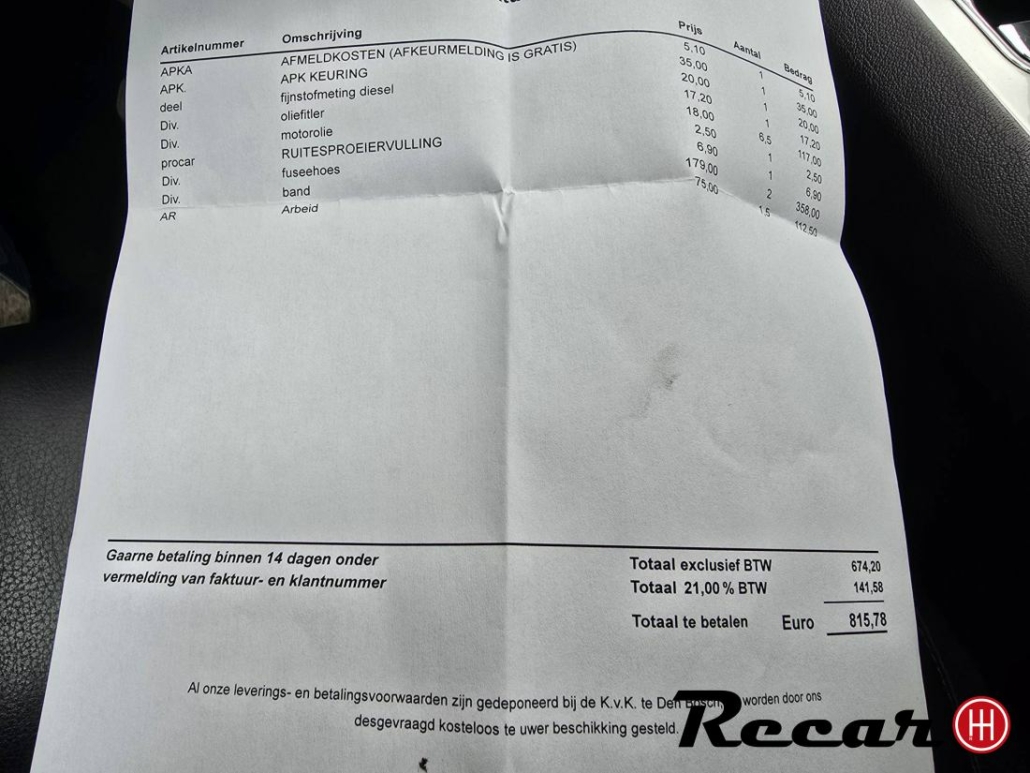 Artikelnummer Omschrijving Prijs Aantal Bedrag
APKA AFMELDKOSTEN (AFKEURMELDING IS GRATIS) 5,10 1 5,10
APK. APK KEURING 35,00 1 35,00
deel fijnstofmeting diesel 20,00 1 20,00
Div. oliefitler 17,20 1 17,20
Div. motorolie 18,00 6,5 117,00
procar RUITESPROEIERVULLING 2,50 1 2,50
Div. fuseehoes 6,90 1 6,90
Div. band 179,00 2 358,00
AR Arbeid 75,00 1,5 112,50
Gaarne betaling binnen 14 dagen onder
vermelding van faktuur- en klantnummer
Totaal exclusief BTW 674,20
Totaal 21,00 % BTW 141,58
Totaal te betalen Euro 815,78
Al onze leverings- en betalingsvoorwaarden zijn gedeponeerd bij de K.v.K. te Den Bosch, worden door ons
desgevraagd kosteloos te uwer beschikking gesteld.
Recar